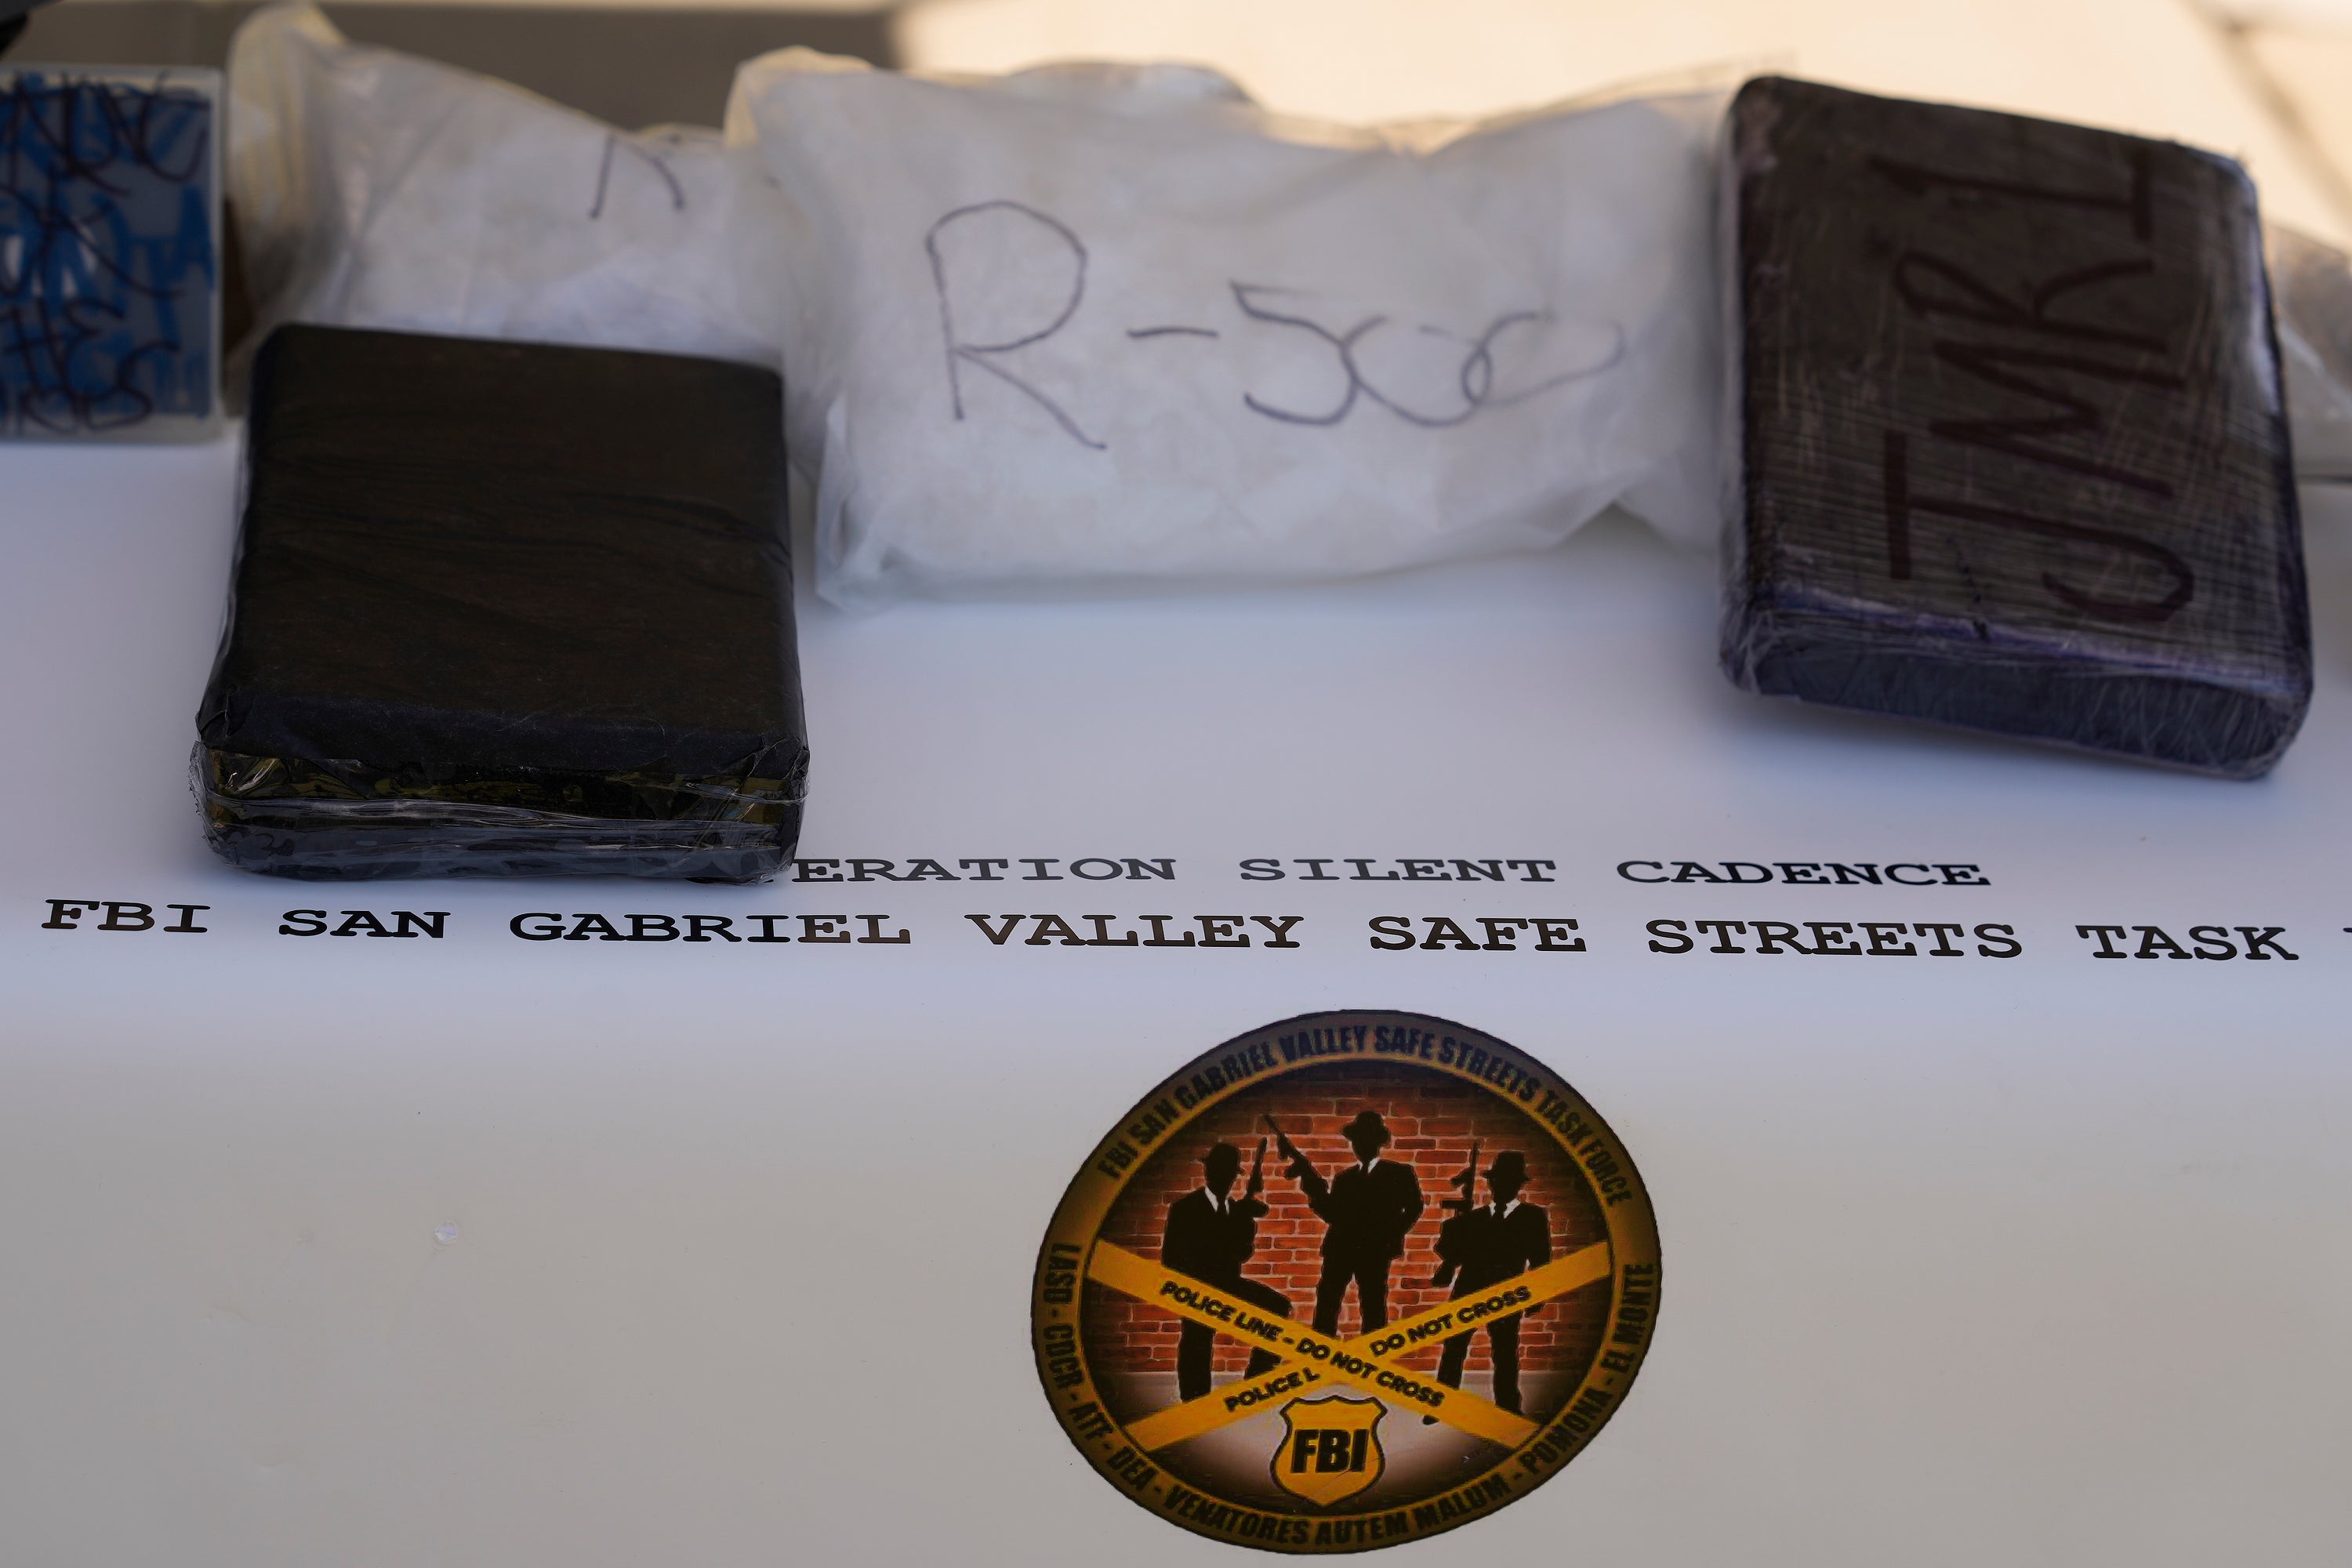 R-500
JMR1
ERATION SILENT CADENCE
FBI SAN GABRIEL VALLEY SAFE STREETS TASK
FBI SAN GABRIEL VALLEY SAFE STREETS TASK FORCE
POLICE LINE - DO NOT CROSS
DO NOT CROSS
POLICE L
FBI
LASD - CDCR - ATF - DEA - VENATORES AUTEM MALUM - POMONA - EL MONTE